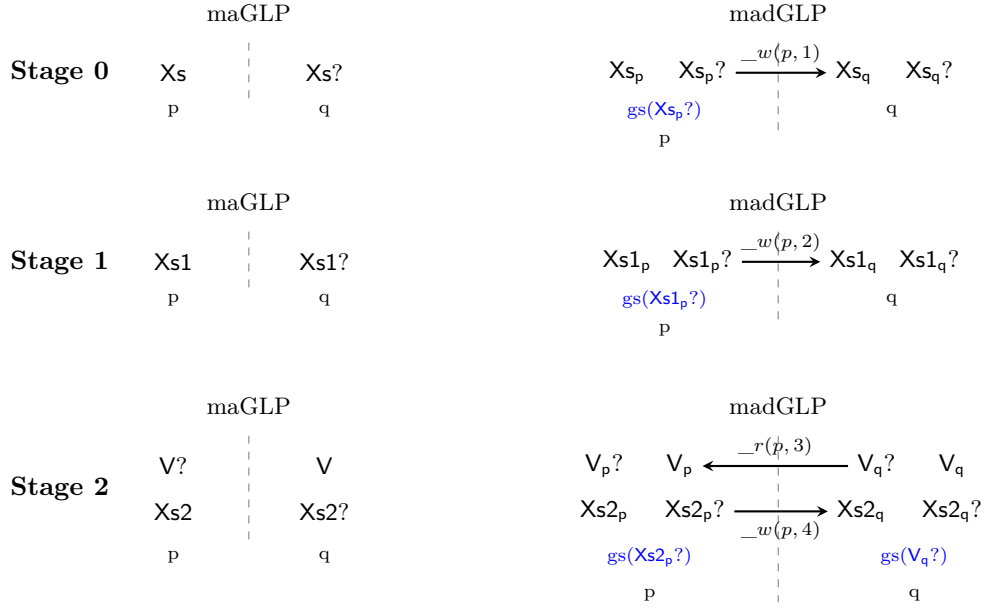 maGLP madGLP
Stage 0 Xs Xs? Xsp Xsp? _w(p, 1) Xsq Xsq?
p q gs(Xsp?) q
p
maGLP madGLP
Stage 1 Xs1 Xs1? Xs1p Xs1p? _w(p, 2) Xs1q Xs1q?
p q gs(Xs1p?) q
p
maGLP madGLP
V? V Vp? Vp _r(p, 3) Vq? Vq
Stage 2
Xs2 Xs2? Xs2p Xs2p? _w(p, 4) Xs2q Xs2q?
p q gs(Xs2p?) gs(Vq?)
p q